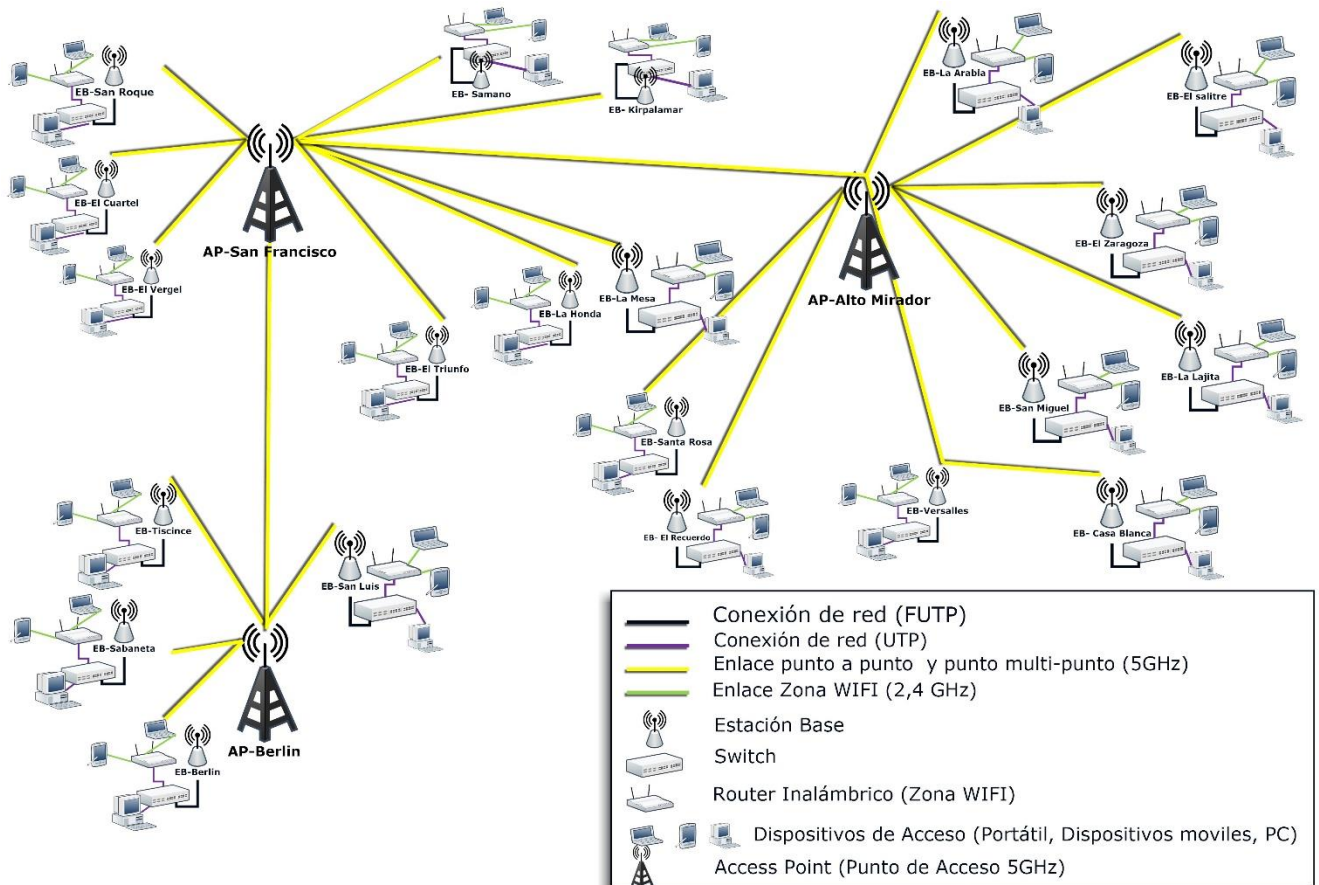 EB-San Roque
EB- Samano
EB- Kirpalamar
EB-La Arabia
EB-El salitre
EB-El Cuartel
AP-San Francisco
EB-El Vergel
EB-La Honda
EB-La Mesa
EB-El Triunfo
AP-Alto Mirador
EB-El Zaragoza
EB-La Lajita
EB-San Miguel
EB-Santa Rosa
EB- El Recuerdo
EB-Versalles
EB- Casa Blanca
EB-Tiscince
EB-San Luis
EB-Sabaneta
AP-Berlin
EB-Berlin
Conexión de red (FUTP)
Conexión de red (UTP)
Enlace punto a punto y punto multi-punto (5GHz)
Enlace Zona WIFI (2,4 GHz)
Estación Base
Switch
Router Inalámbrico (Zona WIFI)
Dispositivos de Acceso (Portátil, Dispositivos moviles, PC)
Access Point (Punto de Acceso 5GHz)